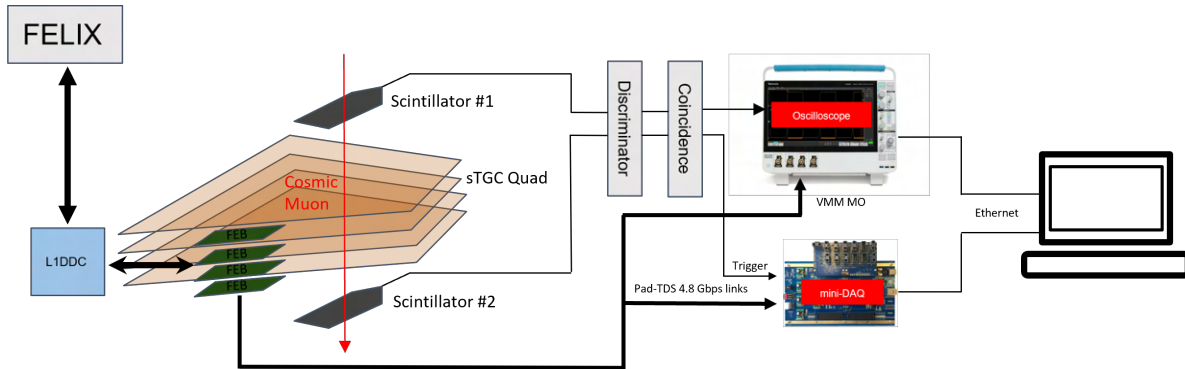 FELIX
Scintillator #1
Discriminator
Coincidence
Oscilloscope
sTGC Quad
Cosmic
Muon
VMM MO
Ethernet
FEB
FEB
FEB
FEB
L1DDC
Trigger
Pad-TDS 4.8 Gbps links
mini-DAQ
Scintillator #2